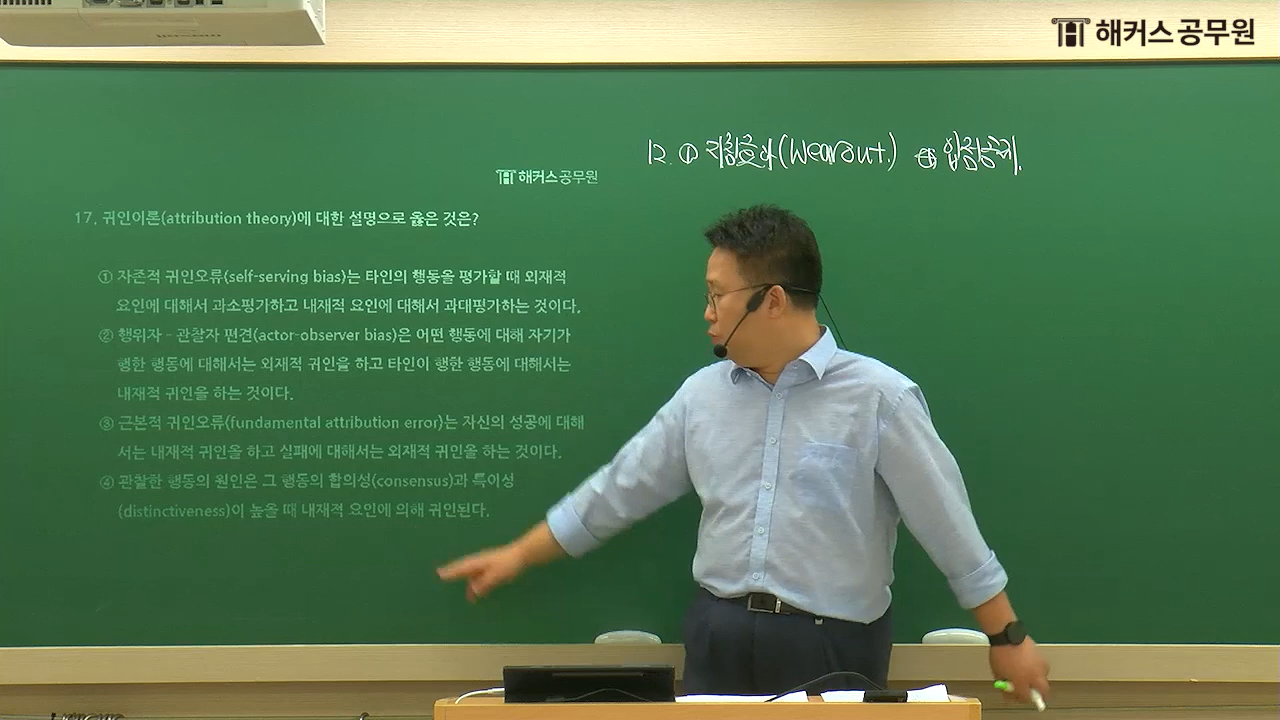 해커스 공무원
12. ① 지침효과(Wearout.) ④ 입점공제.
해커스공무원
17. 귀인이론(attribution theory)에 대한 설명으로 옳은 것은?
① 자존적 귀인오류(self-serving bias)는 타인의 행동을 평가할 때 외재적
요인에 대해서 과소평가하고 내재적 요인에 대해서 과대평가하는 것이다.
② 행위자 - 관찰자 편견(actor-observer bias)은 어떤 행동에 대해 자기가
행한 행동에 대해서는 외재적 귀인을 하고 타인이 행한 행동에 대해서는
내재적 귀인을 하는 것이다.
③ 근본적 귀인오류(fundamental attribution error)는 자신의 성공에 대해
서는 내재적 귀인을 하고 실패에 대해서는 외재적 귀인을 하는 것이다.
④ 관찰한 행동의 원인은 그 행동의 합의성(consensus)과 특이성
(distinctiveness)이 높을 때 내재적 요인에 의해 귀인된다.